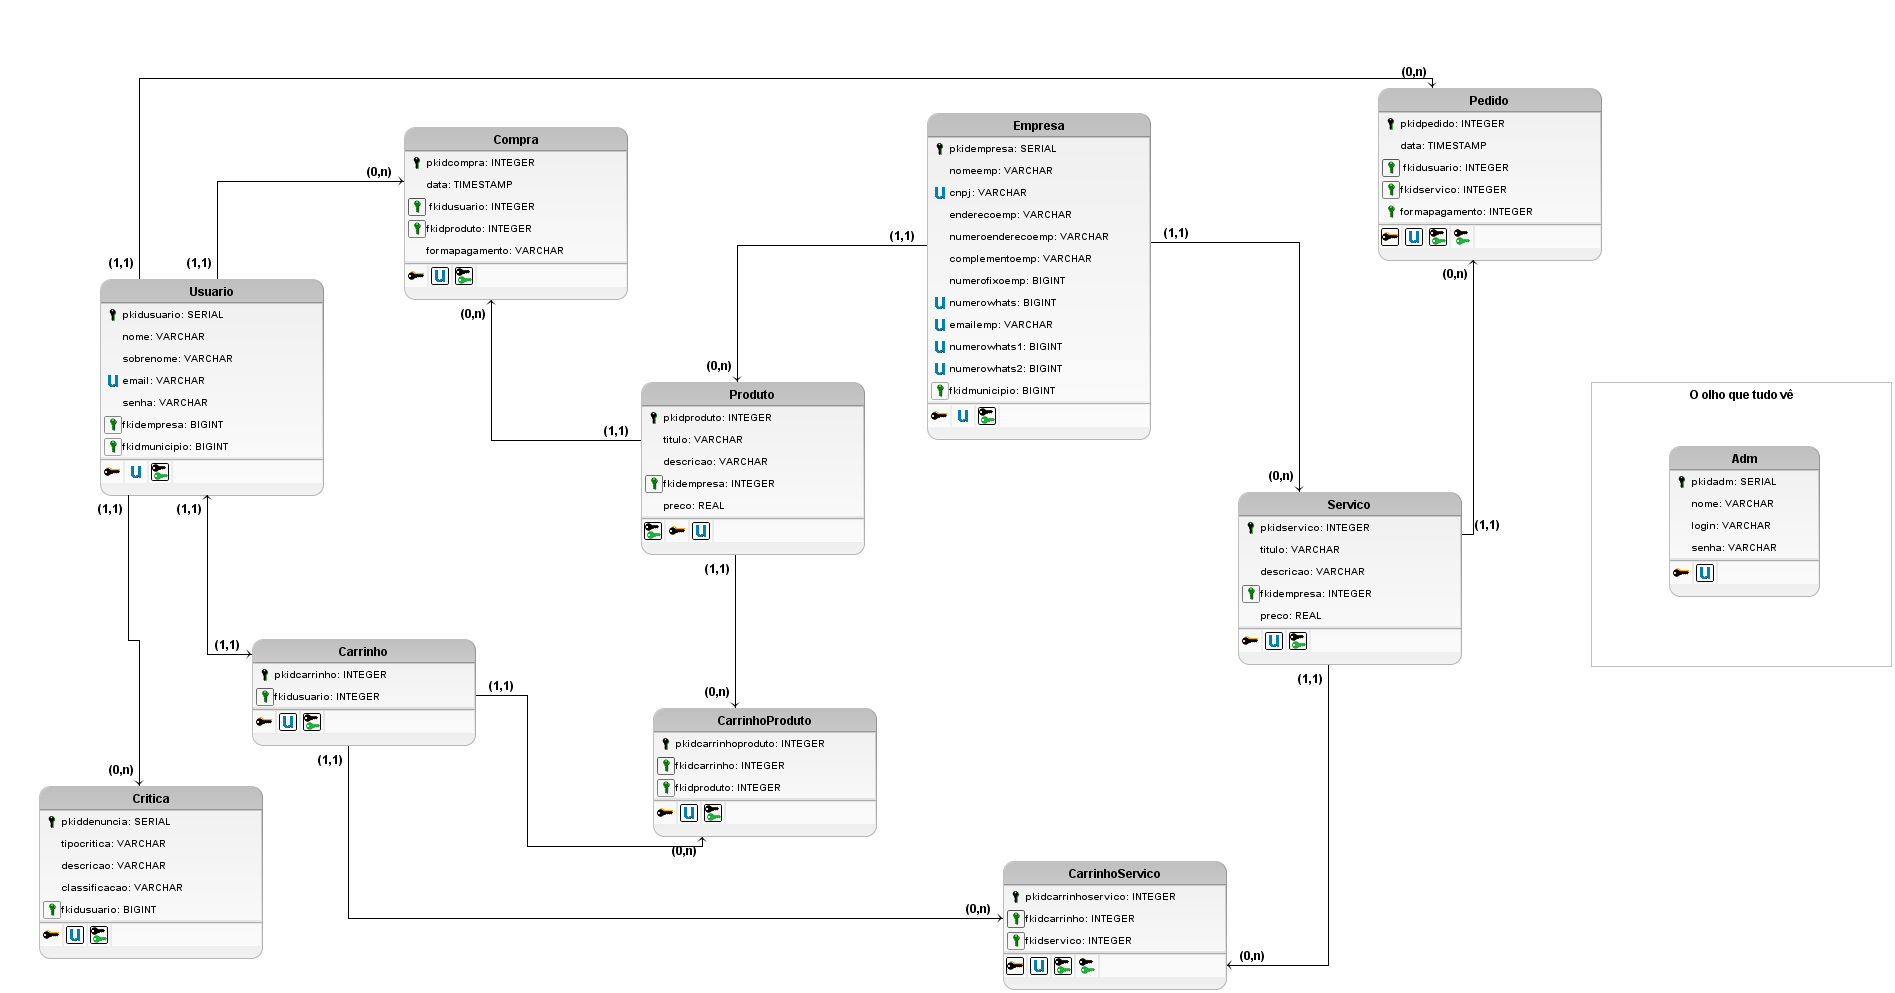 (0,n)
Pedido
pkidpedido: INTEGER
data: TIMESTAMP
fkidusuario: INTEGER
fkidservico: INTEGER
formapagamento: INTEGER
U
(0,n)
Compra
pkidcompra: INTEGER
data: TIMESTAMP
fkidusuario: INTEGER
fkidproduto: INTEGER
formapagamento: VARCHAR
U
(0,n)
(0,n)
Empresa
pkidempresa: SERIAL
nomeemp: VARCHAR
U cnpj: VARCHAR
enderecoemp: VARCHAR
numeroenderecoemp: VARCHAR
complementoemp: VARCHAR
numerofixoemp: BIGINT
U numerowhats: BIGINT
U emailemp: VARCHAR
U numerowhats1: BIGINT
U numerowhats2: BIGINT
fkidmunicipio: BIGINT
U
(1,1)
(1,1)
(1,1)
(1,1)
Usuario
pkidusuario: SERIAL
nome: VARCHAR
sobrenome: VARCHAR
U email: VARCHAR
senha: VARCHAR
fkidempresa: BIGINT
fkidmunicipio: BIGINT
U
(1,1)
(1,1)
(0,n)
Produto
pkidproduto: INTEGER
titulo: VARCHAR
descricao: VARCHAR
fkidempresa: INTEGER
preco: REAL
U
(1,1)
(1,1)
(0,n)
Servico
pkidservico: INTEGER
titulo: VARCHAR
descricao: VARCHAR
fkidempresa: INTEGER
preco: REAL
U
(1,1)
(1,1)
O olho que tudo vê
Adm
pkidadm: SERIAL
nome: VARCHAR
login: VARCHAR
senha: VARCHAR
U
(1,1)
Carrinho
pkidcarrinho: INTEGER
fkidusuario: INTEGER
U
(1,1)
(1,1)
(0,n)
CarrinhoProduto
pkidcarrinhoproduto: INTEGER
fkidcarrinho: INTEGER
fkidproduto: INTEGER
U
(0,n)
(0,n)
Critica
pkiddenuncia: SERIAL
tipocritica: VARCHAR
descricao: VARCHAR
classificacao: VARCHAR
fkidusuario: BIGINT
U
(0,n)
CarrinhoServico
pkidcarrinhoservico: INTEGER
fkidcarrinho: INTEGER
fkidservico: INTEGER
U
(0,n)